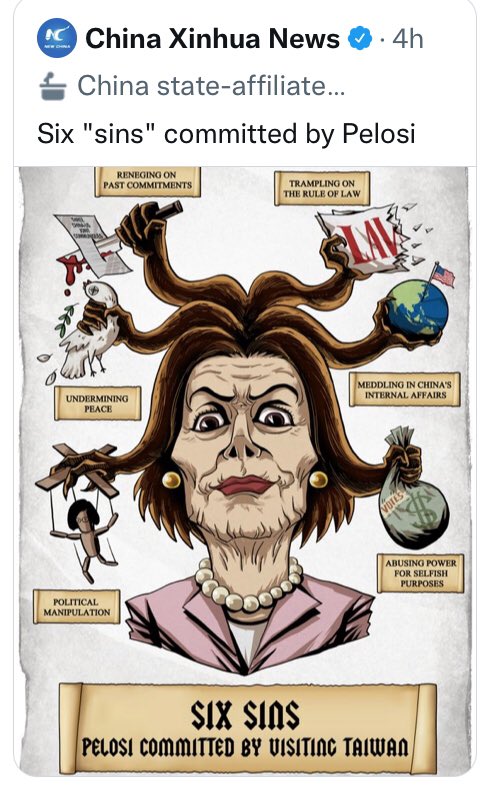 China Xinhua News · 4h
NEW CHINA
China state-affiliate...
Six "sins" committed by Pelosi
RENEGING ON
PAST COMMITMENTS
TRAMPLING ON
THE RULE OF LAW
LAW
UNDERMINING
PEACE
MEDDLING IN CHINA'S
INTERNAL AFFAIRS
VOTES
$
ABUSING POWER
FOR SELFISH
PURPOSES
POLITICAL
MANIPULATION
SIX SINS
PELOSI COMMITTED BY VISITING TAIWAN